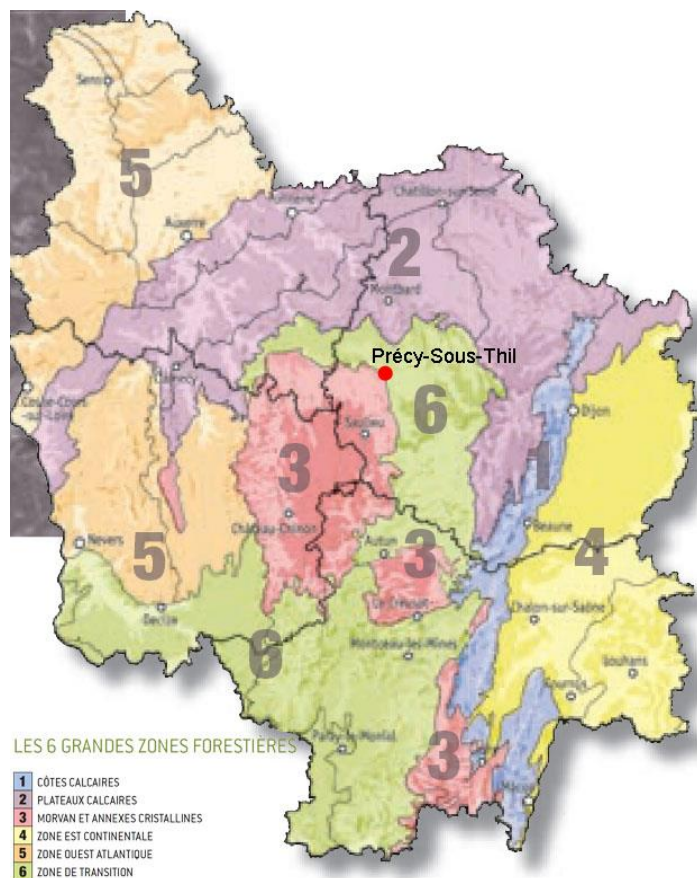 Sens
5
Auxerre
Tonnerre
Chatillon-sur-Seine
2
Montbard
Précy-Sous-Thil
Clamecy
Cosne-Cours
-sur-Loire
6
Dijon
Saulieu
3
1
Château-Chinon
Beaune
Nevers
5
Autun
3
4
Le Creusot
Chalon-sur-Saône
Decize
Montceau-les-Mines
Louhans
6
Tournus
LES 6 GRANDES ZONES FORESTIÈRES
Paray-le-Monial
3
Cluny
Mâcon
1 CÔTES CALCAIRES
2 PLATEAUX CALCAIRES
3 MORVAN ET ANNEXES CRISTALLINES
4 ZONE EST CONTINENTALE
5 ZONE OUEST ATLANTIQUE
6 ZONE DE TRANSITION